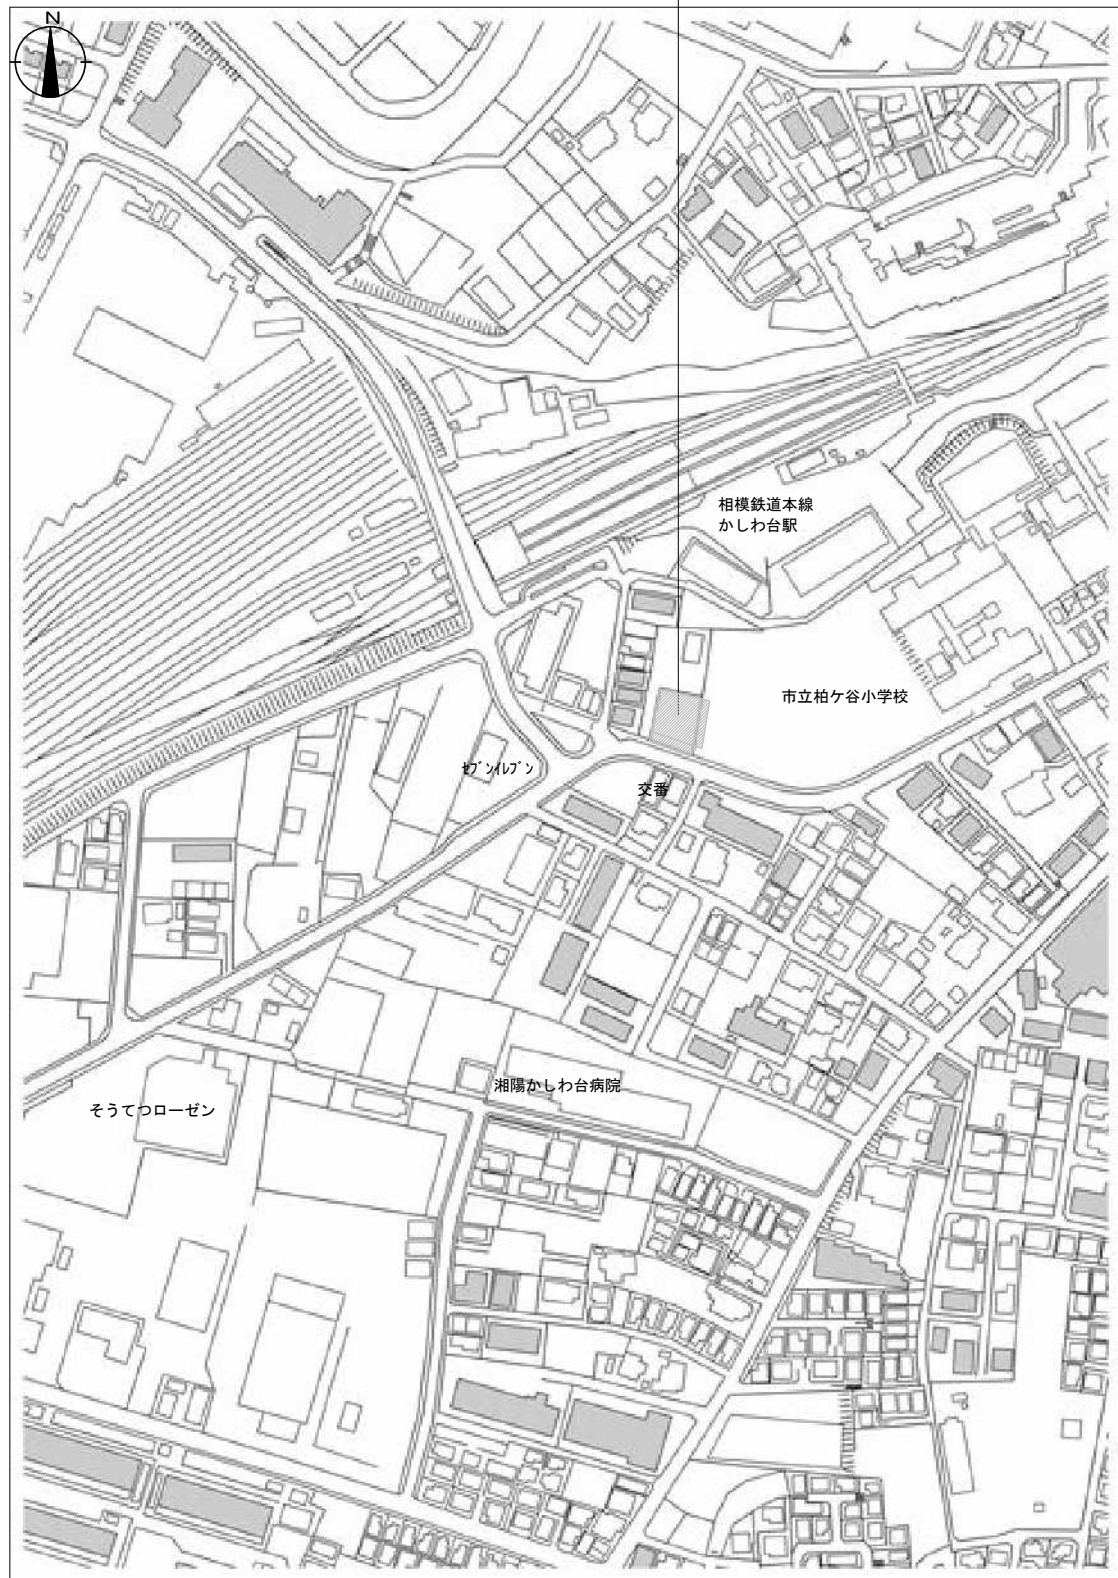 N
相模鉄道本線
かしわ台駅
市立柏ケ谷小学校
ｾﾌﾞﾝｲﾚﾌﾞﾝ
交番
湘陽かしわ台病院
そうてつローゼン